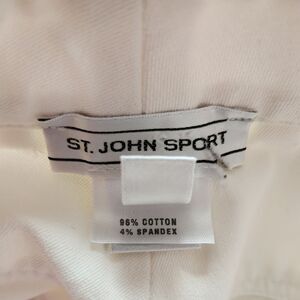 ST. JOHN SPORT
96% COTTON
4% SPANDEX